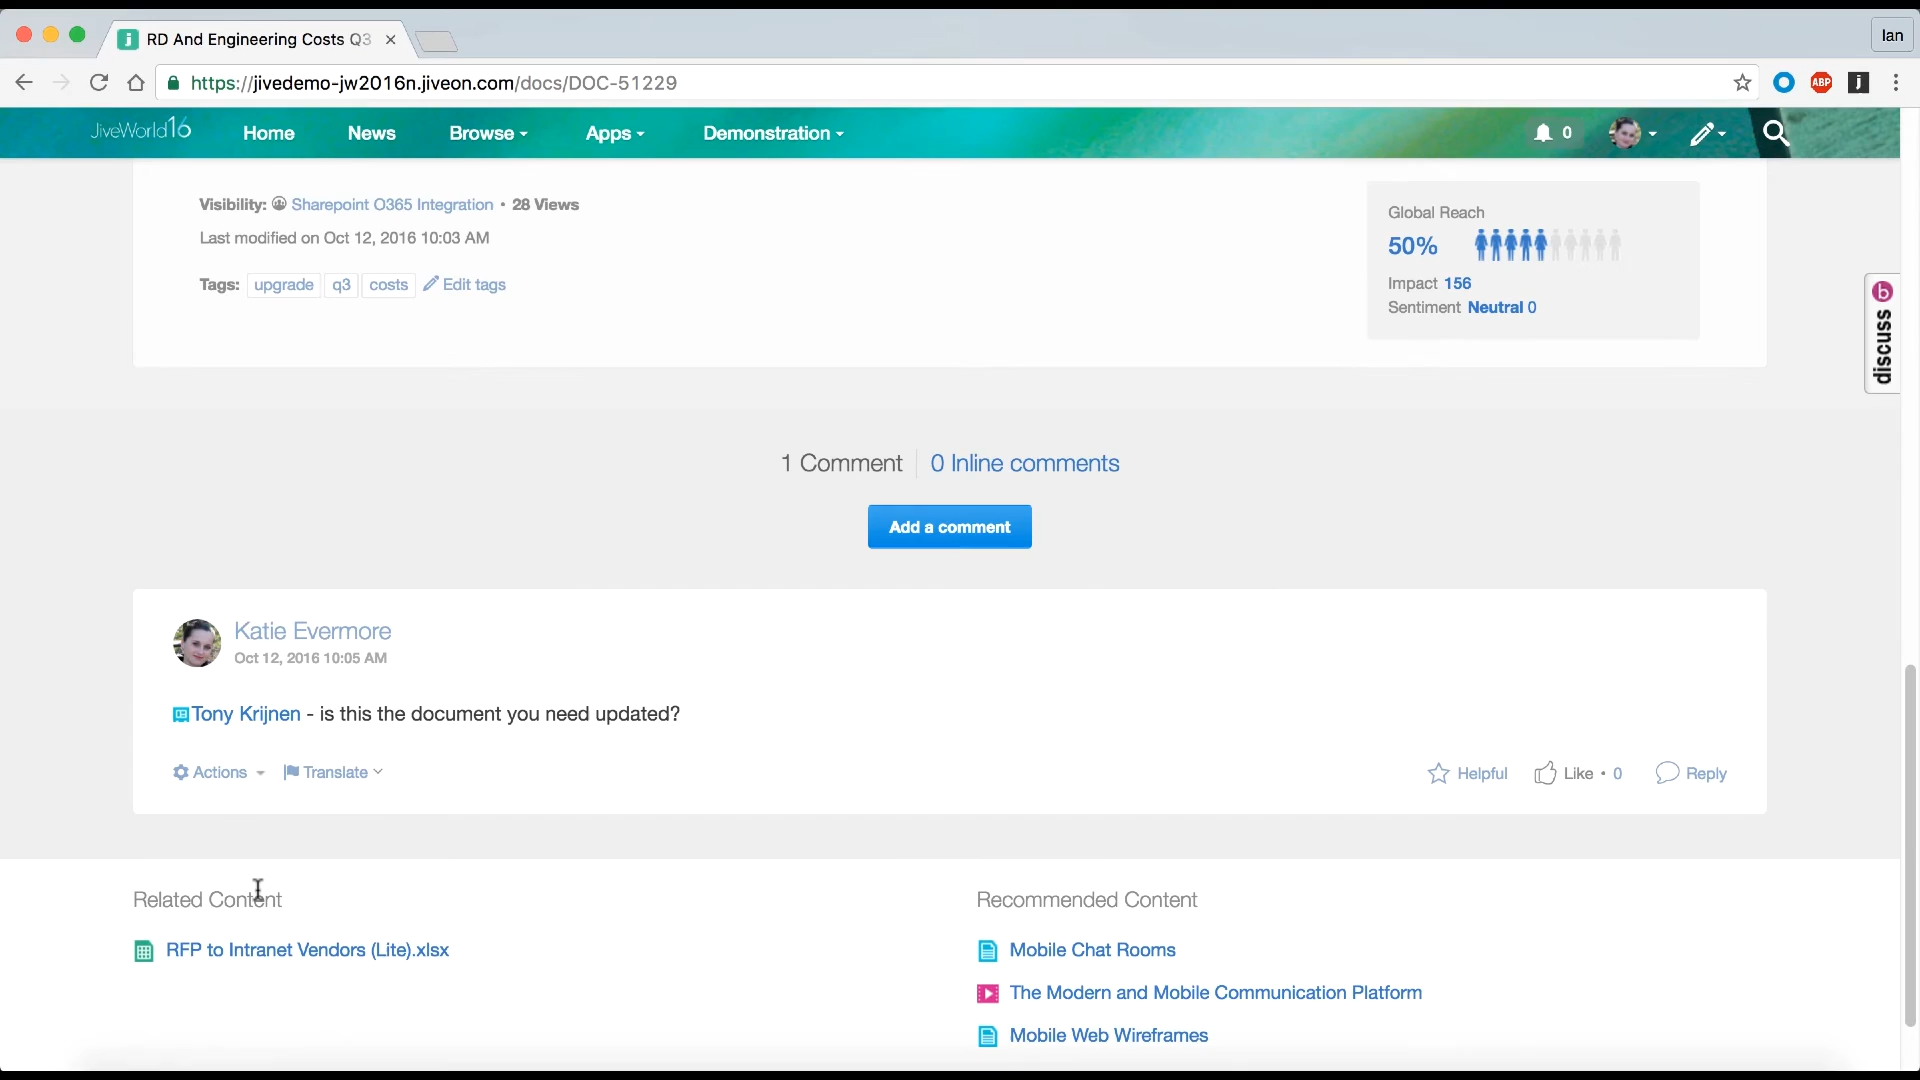 RD And Engineering Costs Q3
Ian
https://jivedemo-jw2016n.jiveon.com/docs/DOC-51229
ABP
j
JiveWorld16
Home
News
Browse
Apps
Demonstration
0
Visibility: Sharepoint O365 Integration • 28 Views
Last modified on Oct 12, 2016 10:03 AM
Tags: upgrade q3 costs Edit tags
Global Reach
50%
Impact 156
Sentiment Neutral 0
discuss b
1 Comment
0 Inline comments
Add a comment
Katie Evermore
Oct 12, 2016 10:05 AM
Tony Krijnen - is this the document you need updated?
Actions
Translate
Helpful
Like • 0
Reply
Related Content
RFP to Intranet Vendors (Lite).xlsx
Recommended Content
Mobile Chat Rooms
The Modern and Mobile Communication Platform
Mobile Web Wireframes